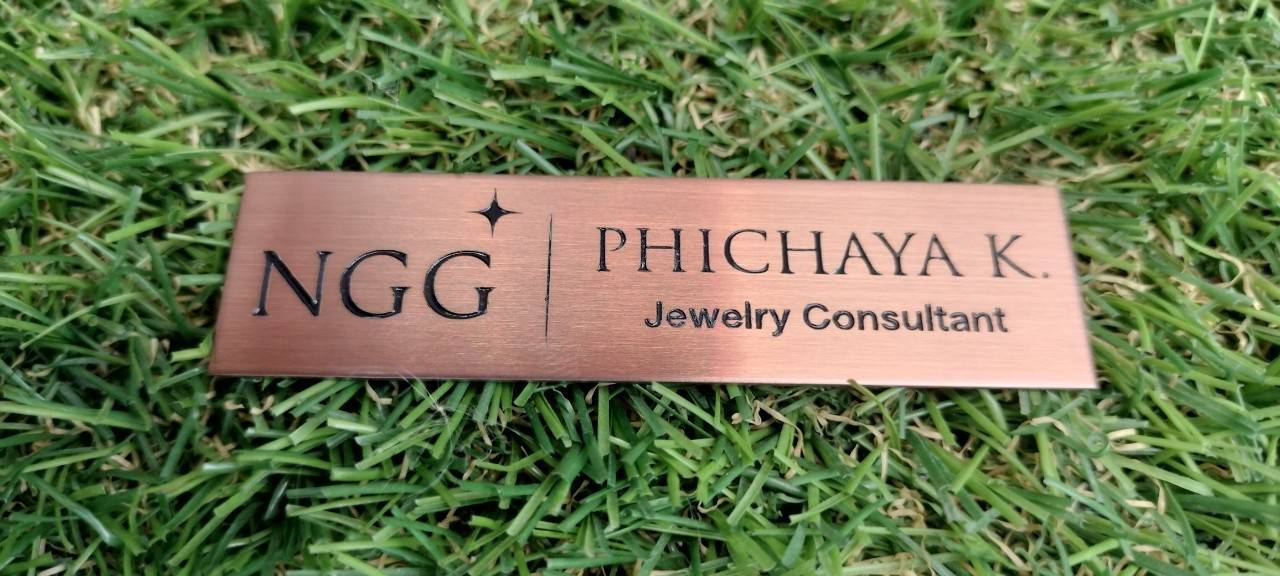 NGG
PHICHAYA K.
Jewelry Consultant